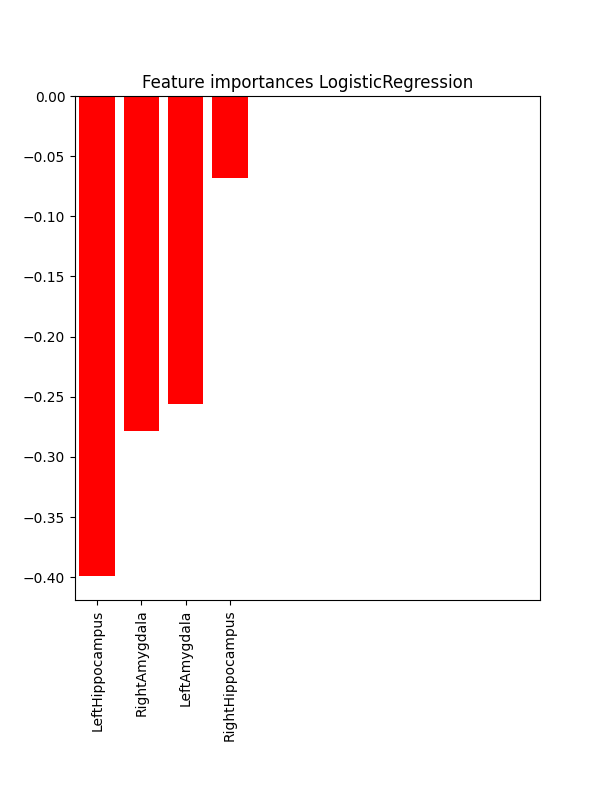 Feature importances LogisticRegression
0.00
−0.05
−0.10
−0.15
−0.20
−0.25
−0.30
−0.35
−0.40
LeftHippocampus
RightAmygdala
LeftAmygdala
RightHippocampus